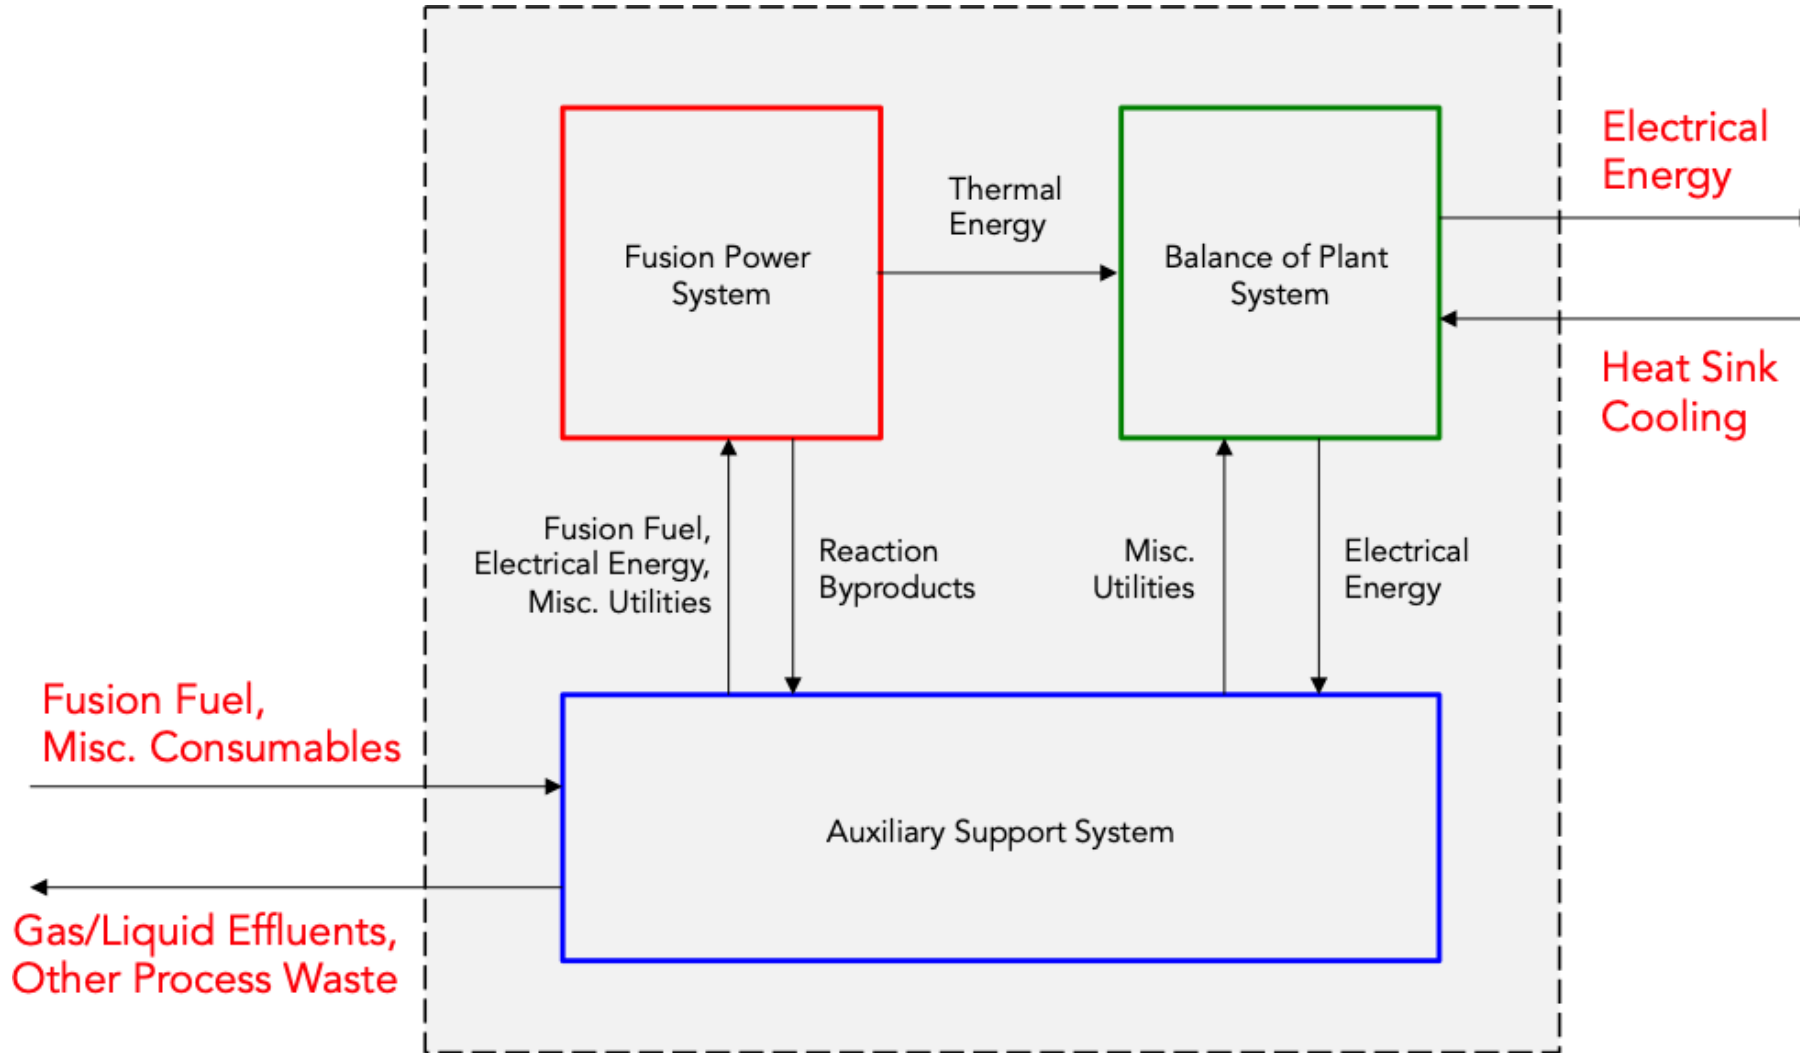 Electrical
Energy
Thermal
Energy
Fusion Power
System
Balance of Plant
System
Heat Sink
Cooling
Fusion Fuel,
Electrical Energy,
Misc. Utilities
Reaction
Byproducts
Misc.
Utilities
Electrical
Energy
Fusion Fuel,
Misc. Consumables
Auxiliary Support System
Gas/Liquid Effluents,
Other Process Waste